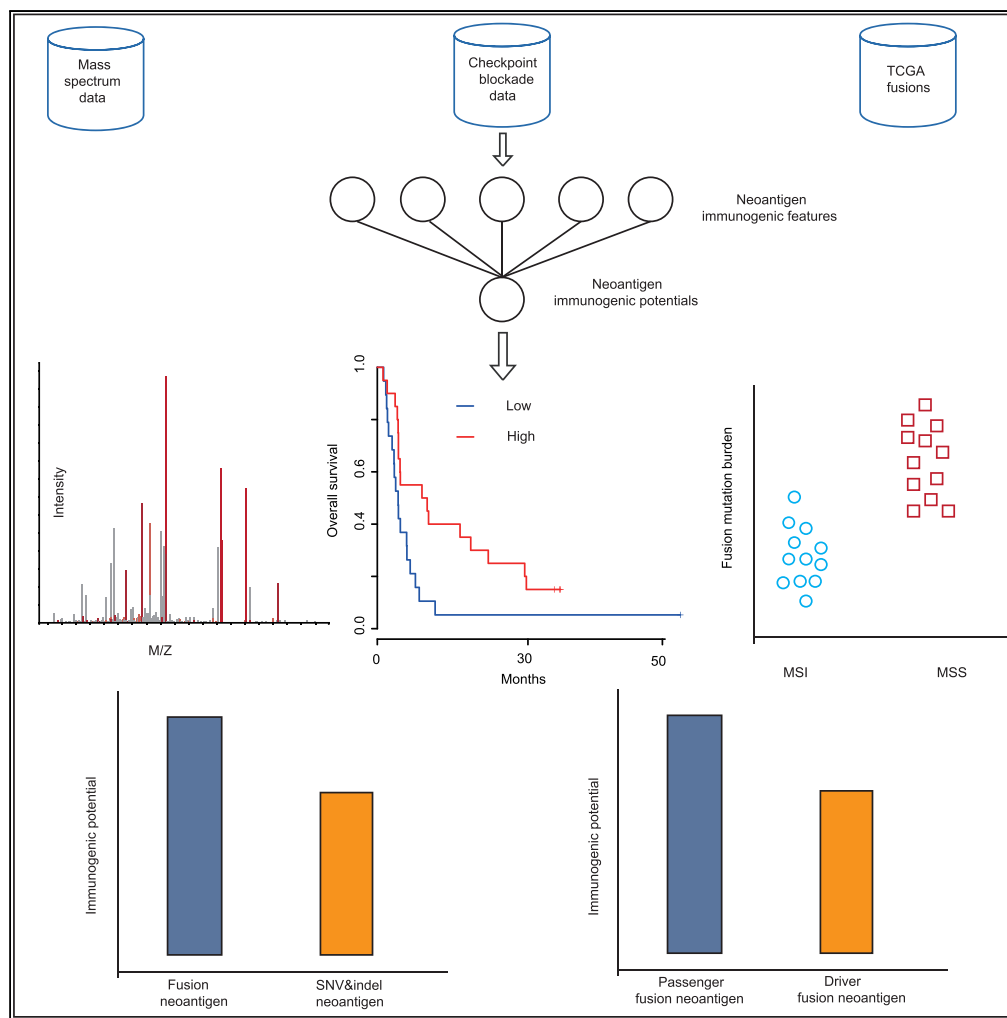 Mass
spectrum
data
Checkpoint
blockade
data
TCGA
fusions
Neoantigen
immunogenic features
Neoantigen
immunogenic potentials
Intensity
M/Z
Overall survival
1.0
0.6
0.4
0.0
Low
High
0
30
50
Months
Fusion mutation burden
MSI
MSS
Immunogenic potential
Fusion
neoantigen
SNV&indel
neoantigen
Immunogenic potential
Passenger
fusion neoantigen
Driver
fusion neoantigen